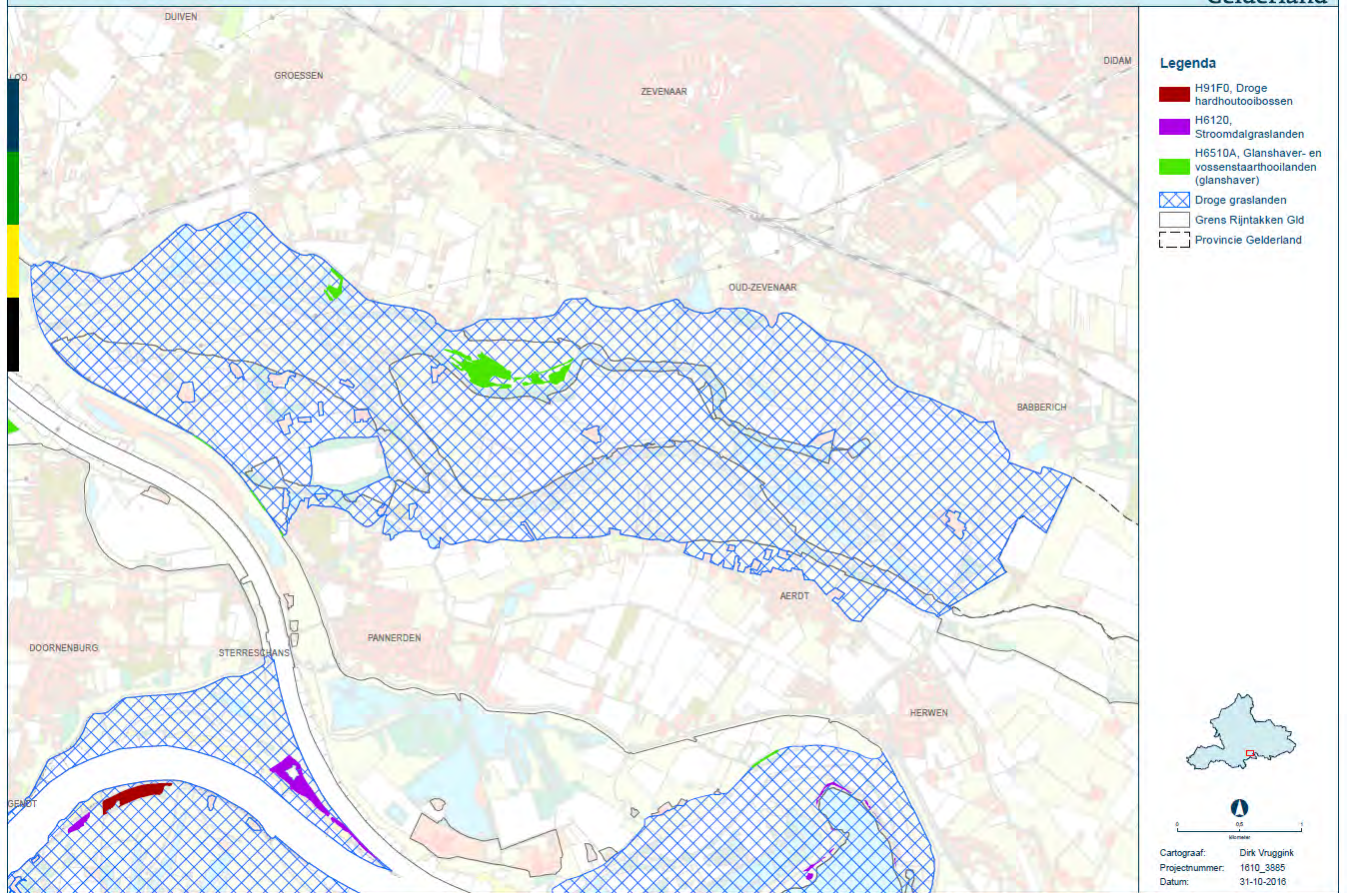 Gelderland
DUIVEN
DIDAM
LOO
GROESSEN
ZEVENAAR
OUD-ZEVENAAR
BABBERICH
AERDT
PANNERDEN
DOORNENBURG
STERRESCHANS
HERWEN
GENDT
Legenda
H91F0, Droge
hardhoutooibossen
H6120,
Stroomdalgraslanden
H6510A, Glanshaver- en
vossenstaarthooilanden
(glanshaver)
Droge graslanden
Grens Rijntakken Gld
Provincie Gelderland
0 0,5 1
kilometer
Cartograaf: Dirk Vruggink
Projectnummer: 1610_3885
Datum: 31-10-2016